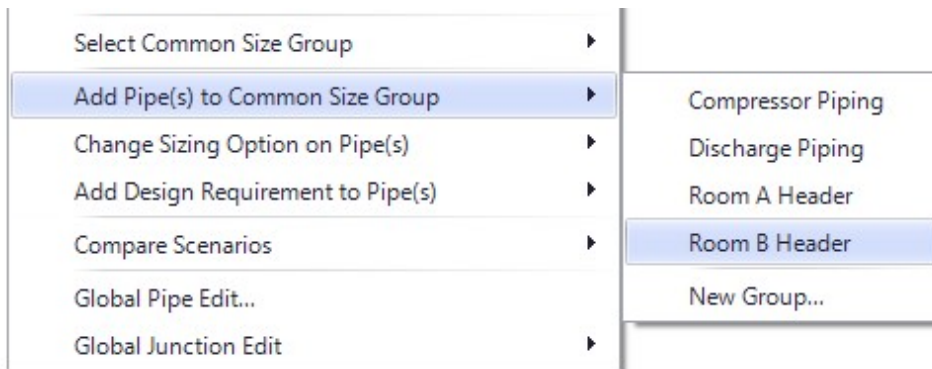 Select Common Size Group
Add Pipe(s) to Common Size Group
Change Sizing Option on Pipe(s)
Add Design Requirement to Pipe(s)
Compare Scenarios
Global Pipe Edit...
Global Junction Edit
Compressor Piping
Discharge Piping
Room A Header
Room B Header
New Group...